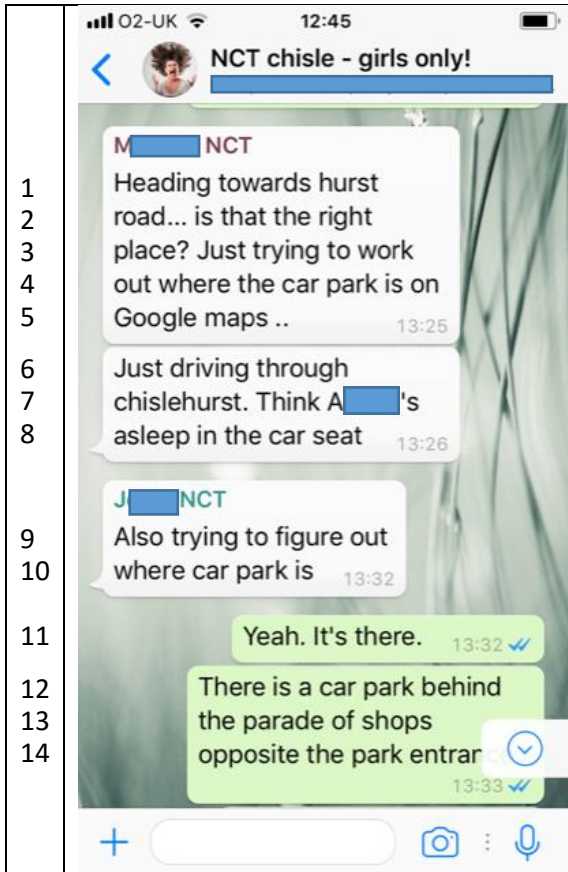 O2-UK 12:45
NCT chisle - girls only!
M NCT
1 Heading towards hurst
2 road... is that the right
3 place? Just trying to work
4 out where the car park is on
5 Google maps .. 13:25
6 Just driving through
7 chislehurst. Think A 's
8 asleep in the car seat 13:26
J NCT
9 Also trying to figure out
10 where car park is 13:32
11 Yeah. It's there. 13:32
12 There is a car park behind
13 the parade of shops
14 opposite the park
13:33